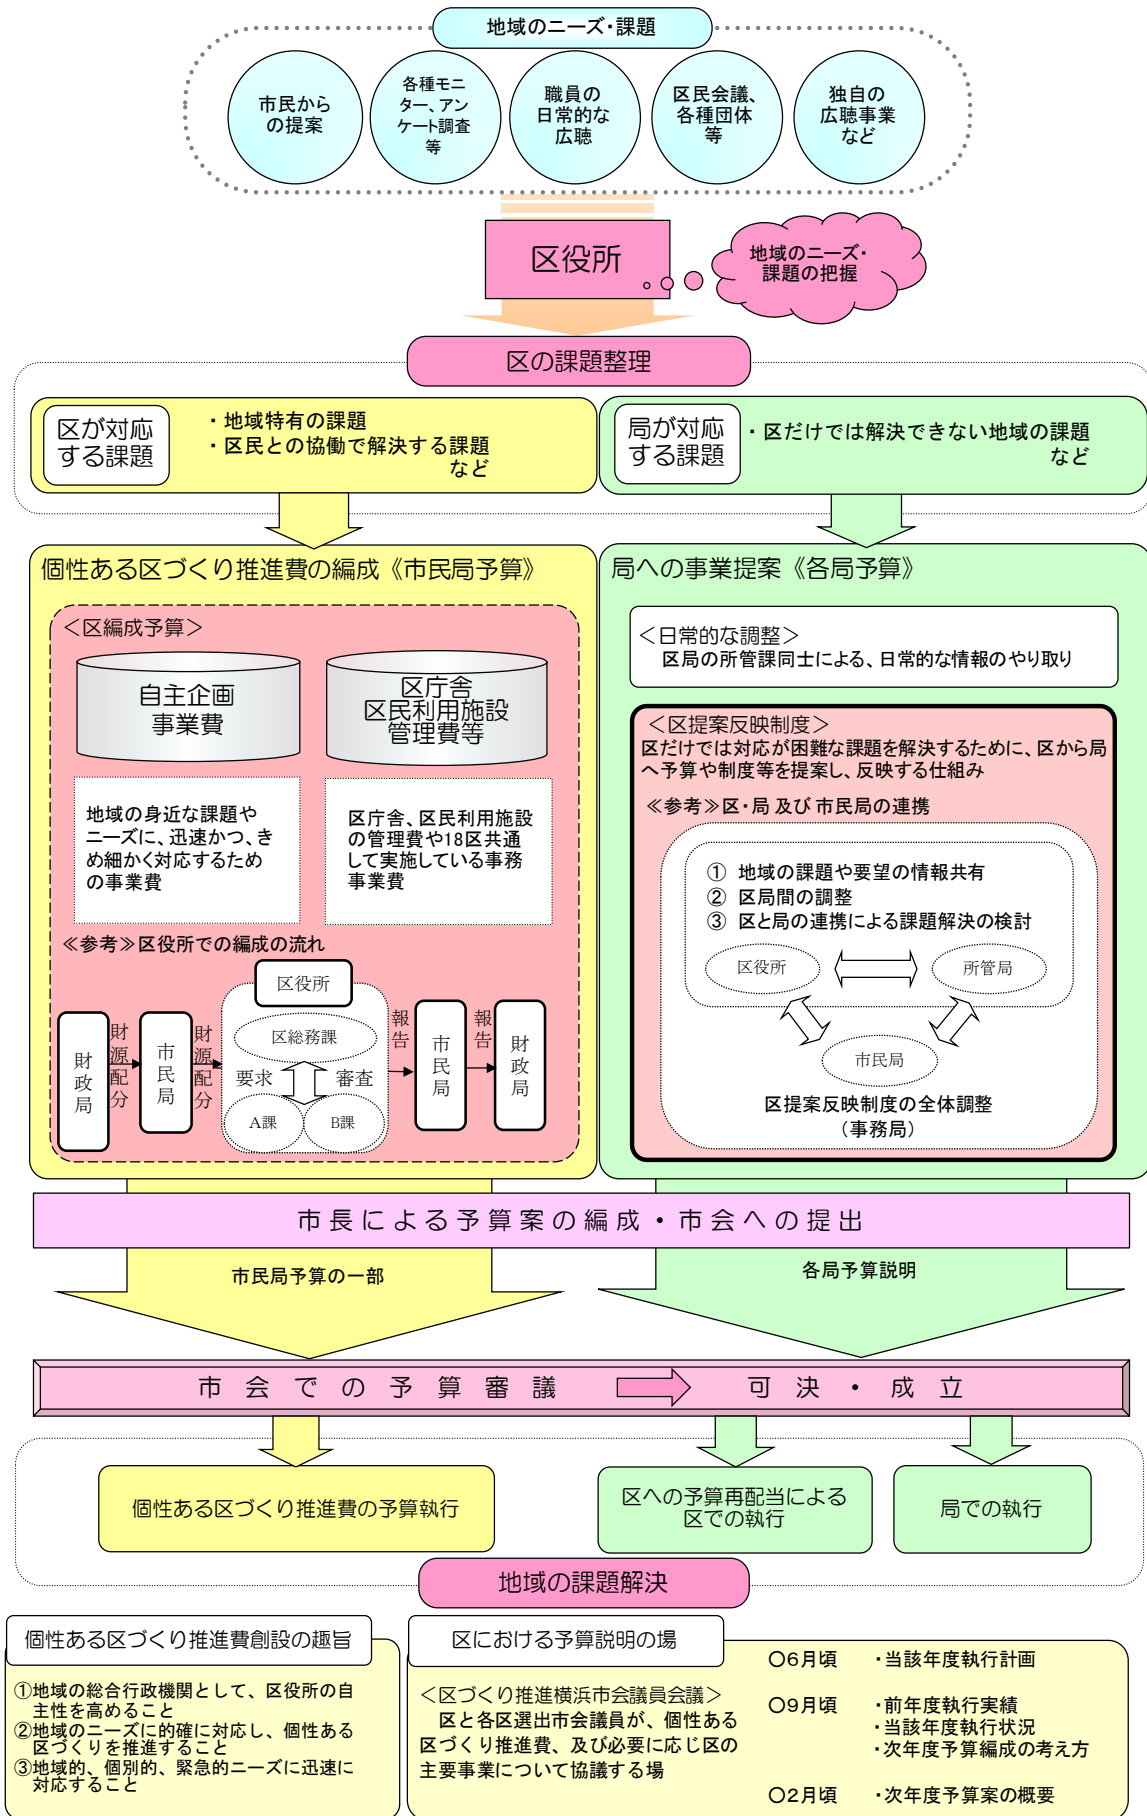 地域のニーズ・課題
市民から
の提案
各種モニ
ター、アン
ケート調査
等
職員の
日常的な
広聴
区民会議、
各種団体
等
独自の
広聴事業
など
区役所
地域のニーズ・
課題の把握
区の課題整理
区が対応
する課題
・地域特有の課題
・区民との協働で解決する課題
など
局が対応
する課題
・区だけでは解決できない地域の課題
など
個性ある区づくり推進費の編成《市民局予算》
＜区編成予算＞
自主企画
事業費
区庁舎
区民利用施設
管理費等
地域の身近な課題や
ニーズに、迅速かつ、き
め細かく対応するため
の事業費
区庁舎、区民利用施設
の管理費や18区共通
して実施している事務
事業費
≪参考≫区役所での編成の流れ
財政局
財源配分
市民局
財源配分
区役所
区総務課
要求
審査
A課
B課
報告
市民局
報告
財政局
局への事業提案《各局予算》
＜日常的な調整＞
区局の所管課同士による、日常的な情報のやり取り
＜区提案反映制度＞
区だけでは対応が困難な課題を解決するために、区から局
へ予算や制度等を提案し、反映する仕組み
≪参考≫区・局 及び 市民局の連携
① 地域の課題や要望の情報共有
② 区局間の調整
③ 区と局の連携による課題解決の検討
区役所
所管局
市民局
区提案反映制度の全体調整
（事務局）
市長による予算案の編成・市会への提出
市民局予算の一部
各局予算説明
市会での予算審議
可決・成立
個性ある区づくり推進費の予算執行
区への予算再配当による
区での執行
局での執行
地域の課題解決
個性ある区づくり推進費創設の趣旨
①地域の総合行政機関として、区役所の自
主性を高めること
②地域のニーズに的確に対応し、個性ある
区づくりを推進すること
③地域的、個別的、緊急的ニーズに迅速に
対応すること
区における予算説明の場
＜区づくり推進横浜市会議員会議＞
区と各区選出市会議員が、個性ある
区づくり推進費、及び必要に応じ区の
主要事業について協議する場
○6月頃 ・当該年度執行計画
○9月頃 ・前年度執行実績
・当該年度執行状況
・次年度予算編成の考え方
○2月頃 ・次年度予算案の概要